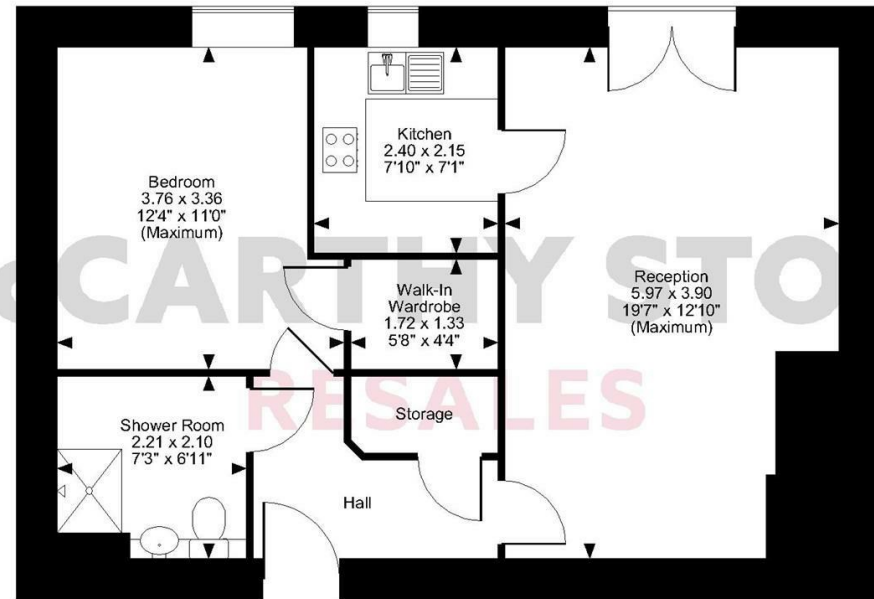 Bedroom
3.76 x 3.36
12'4" x 11'0"
(Maximum)
Kitchen
2.40 x 2.15
7'10" x 7'1"
Reception
5.97 x 3.90
19'7" x 12'10"
(Maximum)
Walk-In
Wardrobe
1.72 x 1.33
5'8" x 4'4"
Storage
Shower Room
2.21 x 2.10
7'3" x 6'11"
Hall
CARTHY STO
RESALES